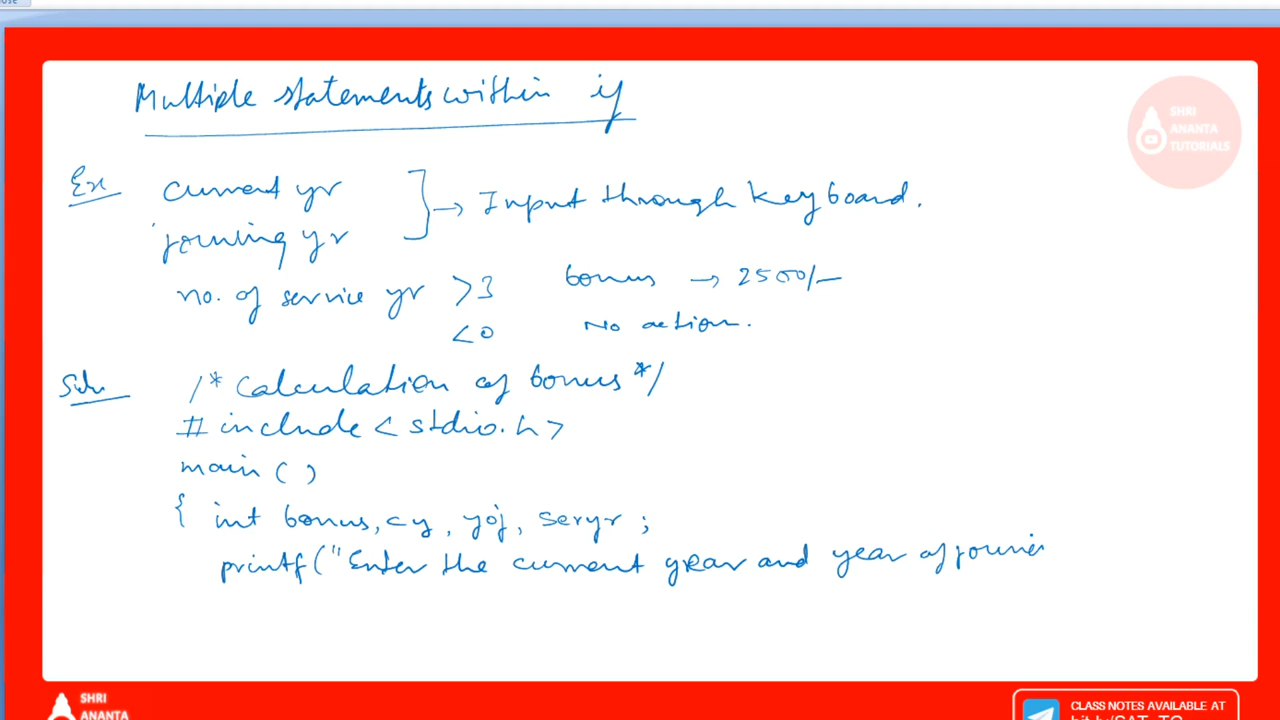 ose
Multiple statements within if
SHRI
ANANTA
TUTORIALS
Ex current yr
joining yr
→ Input through keyboard.
no. of service yr >3 bonus → 2500/-
<0 No action.
Soln /* Calculation of bonus */
# include < stdio.h >
main ( )
{ int bonus, cy, yoj, seryr ;
printf ("Enter the current year and year of joinin
SHRI
ANANTA
CLASS NOTES AVAILABLE AT